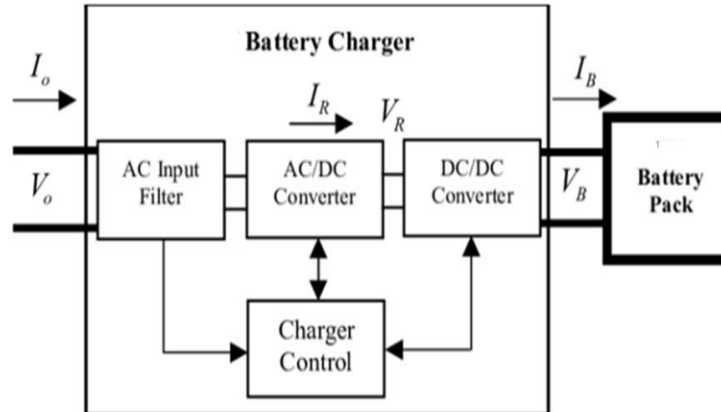 Battery Charger
I_o
I_R
V_R
I_B
V_o
AC Input
Filter
AC/DC
Converter
DC/DC
Converter
V_B
Battery
Pack
Charger
Control